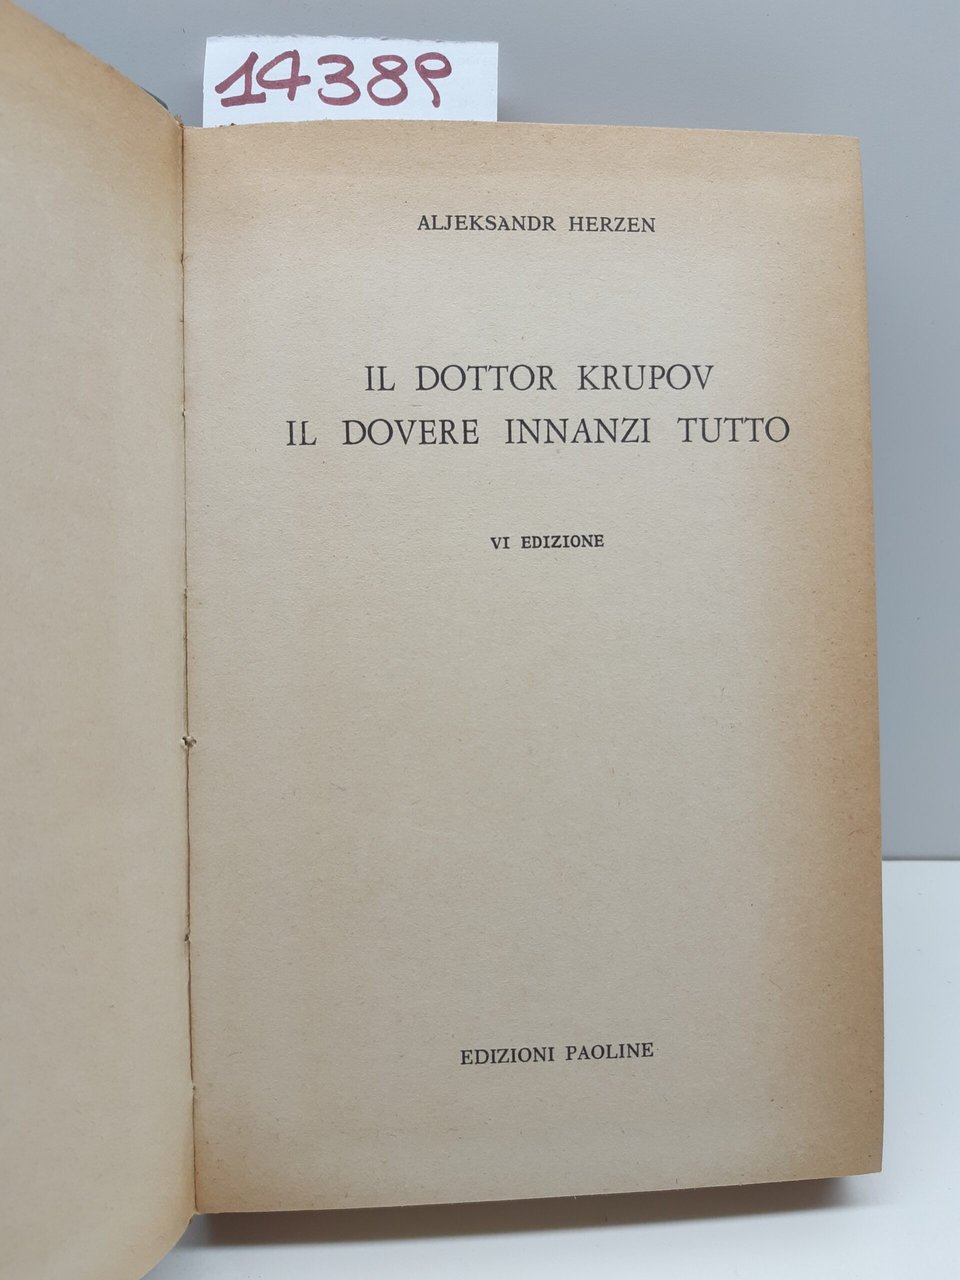 14389
ALJEKSANDR HERZEN
IL DOTTOR KRUPOV
IL DOVERE INNANZI TUTTO
VI EDIZIONE
EDIZIONI PAOLINE